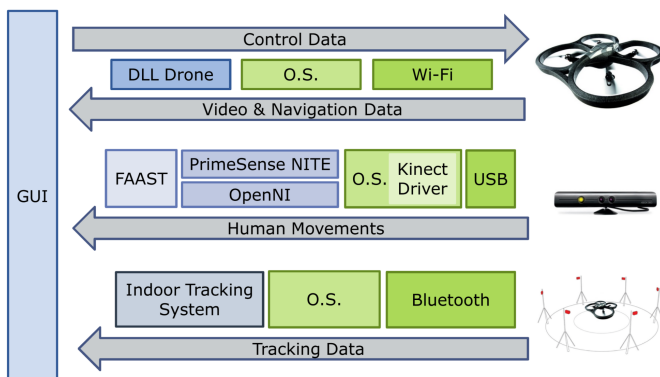 Control Data
DLL Drone O.S. Wi-Fi
Video & Navigation Data
GUI
FAAST PrimeSense NITE OpenNI O.S. Kinect Driver USB
Human Movements
Indoor Tracking
System
O.S. Bluetooth
Tracking Data